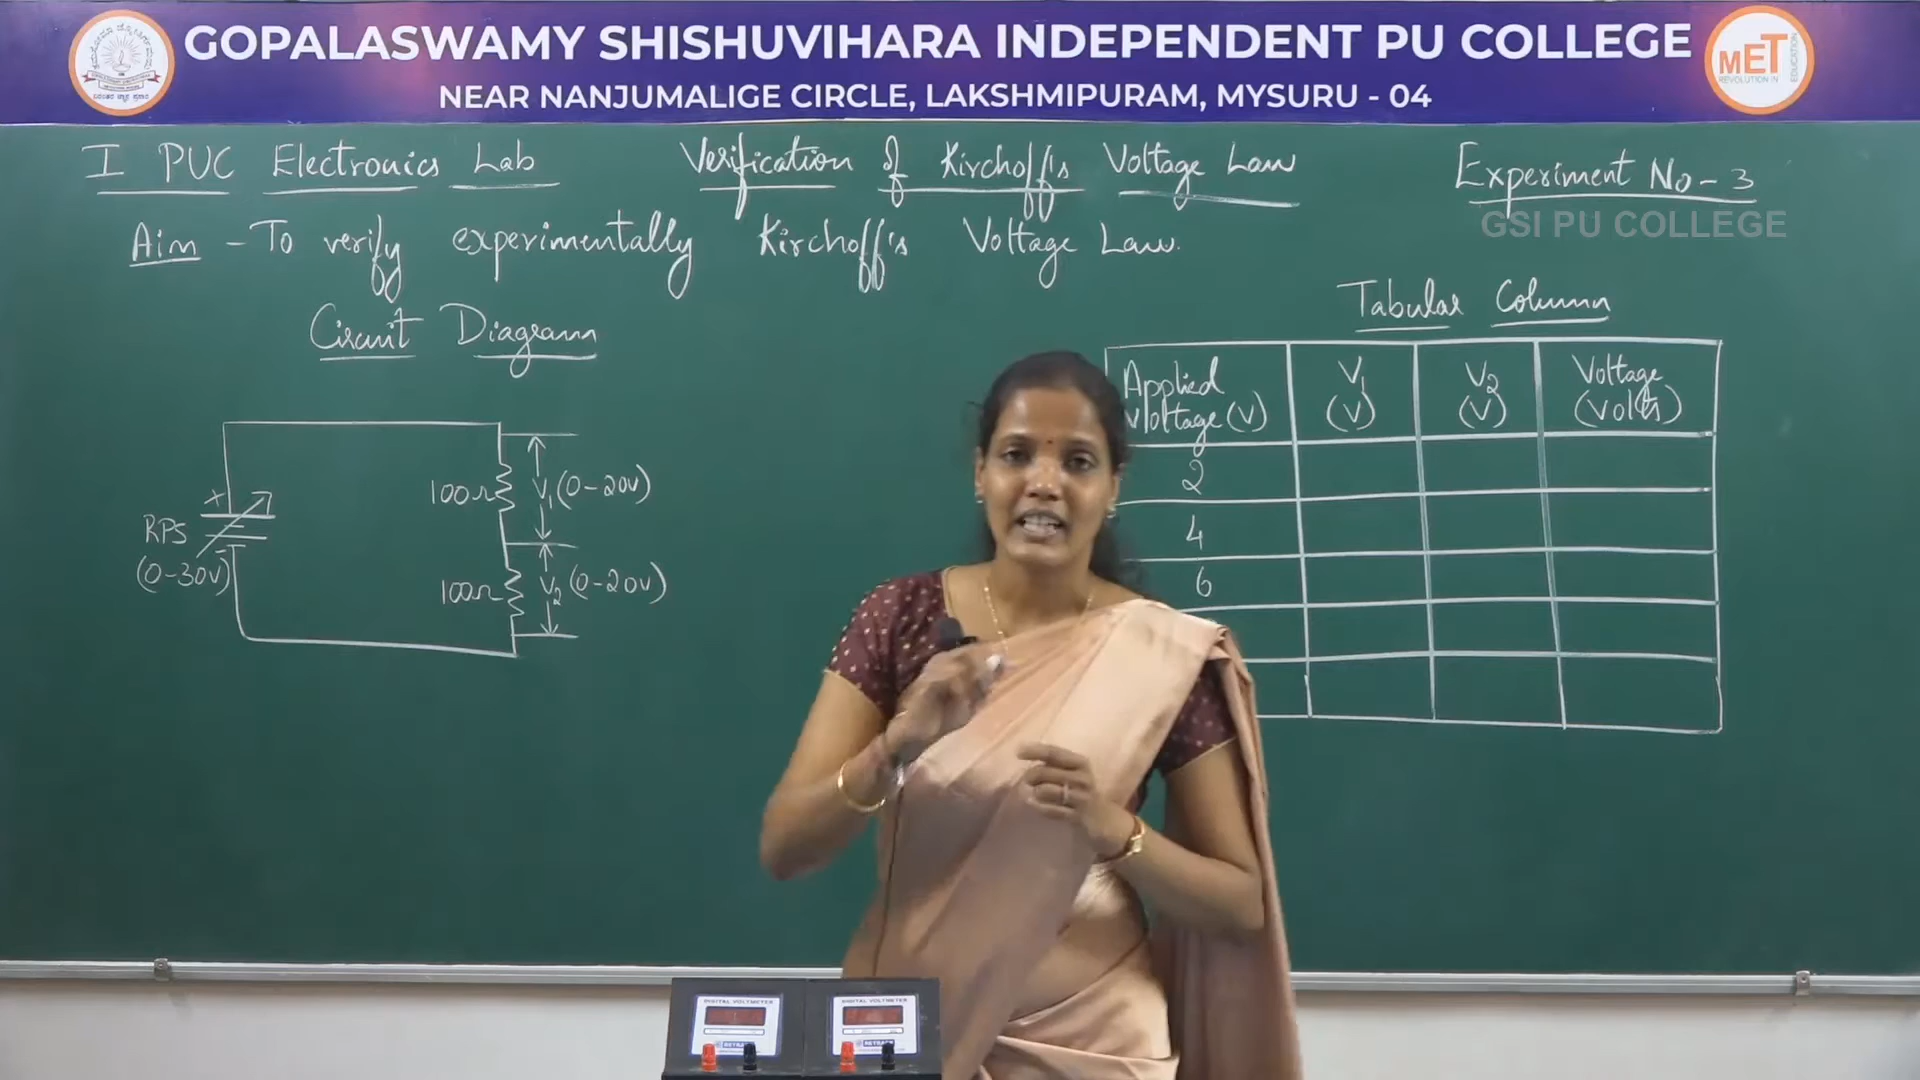 GOPALASWAMY SHISHUVIHARA INDEPENDENT PU COLLEGE
NEAR NANJUMALIGE CIRCLE, LAKSHMIPURAM, MYSURU - 04
MET
REVOLUTION IN EDUCATION
I PUC Electronics Lab
Verification of Kirchoff's Voltage Law
Experiment No - 3
GSI PU COLLEGE
Aim - To verify experimentally Kirchoff's Voltage Law.
Circuit Diagram
+
RPS
(0-30V)
-
100Ω
V₁ (0-20V)
100Ω
V₂ (0-20V)
Tabular Column
Applied Voltage (V)
V₁ (V)
V₂ (V)
Voltage (Volts)
2
4
6
DIGITAL VOLTMETER
DIGITAL VOLTMETER